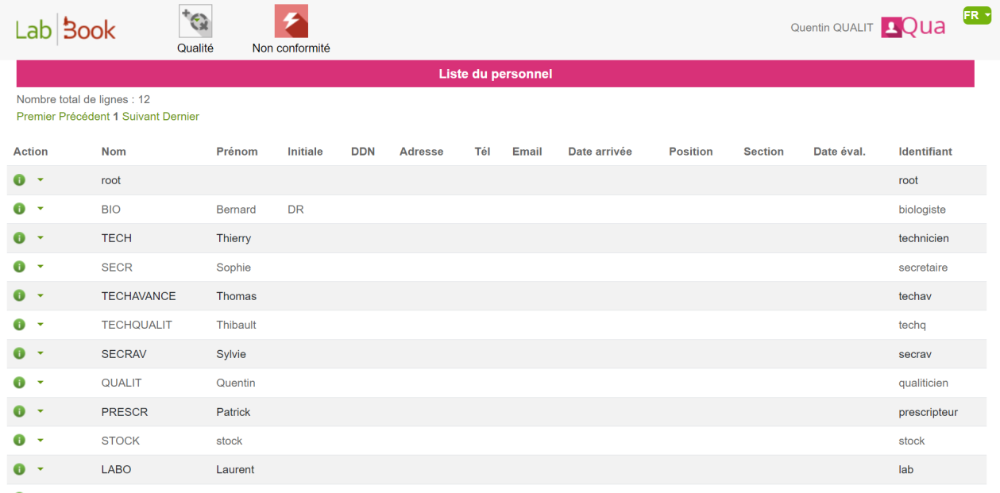 Lab Book
Qualité
Non conformité
Quentin QUALIT
Qua
FR
Liste du personnel
Nombre total de lignes : 12
Premier Précédent 1 Suivant Dernier
Action Nom Prénom Initiale DDN Adresse Tél Email Date arrivée Position Section Date éval. Identifiant
root root
BIO Bernard DR biologiste
TECH Thierry technicien
SECR Sophie secretaire
TECHAVANCE Thomas techav
TECHQUALIT Thibault techq
SECRAV Sylvie secrav
QUALIT Quentin qualiticien
PRESCR Patrick prescripteur
STOCK stock stock
LABO Laurent lab